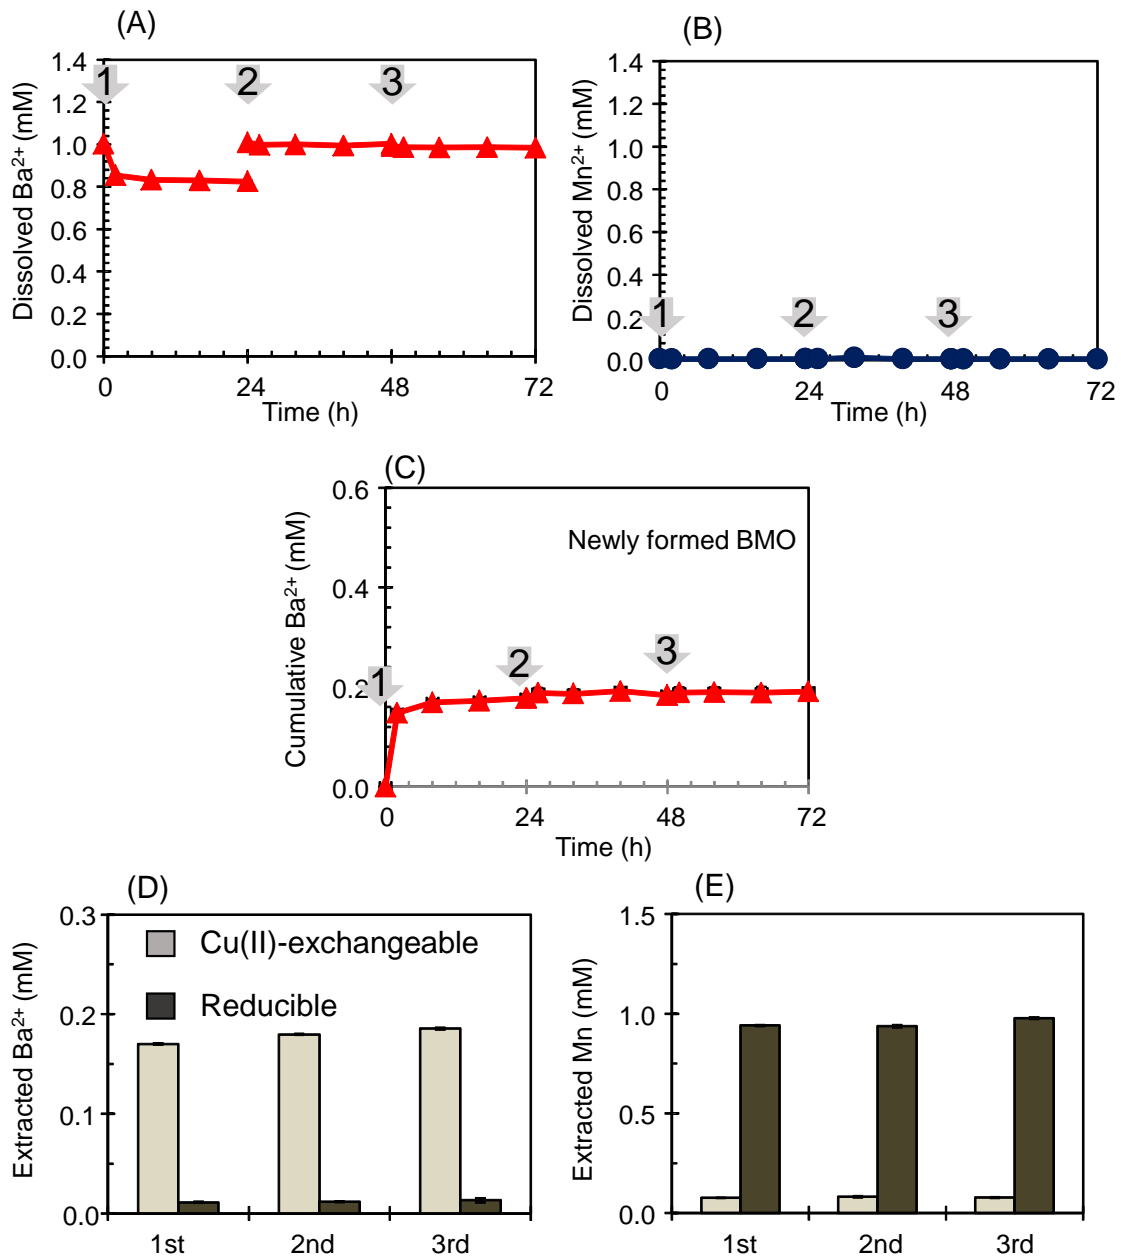 (A)
Dissolved Ba²⁺ (mM)
1.4
1.2
1.0
0.8
0.6
0.4
0.2
0.0
1
2
3
0
24
48
72
Time (h)
(B)
Dissolved Mn²⁺ (mM)
1.4
1.2
1.0
0.8
0.6
0.4
0.2
0.0
1
2
3
0
24
48
72
Time (h)
(C)
Cumulative Ba²⁺ (mM)
0.6
0.4
0.2
0.0
Newly formed BMO
1
2
3
0
24
48
72
Time (h)
(D)
Extracted Ba²⁺ (mM)
0.3
0.2
0.1
0.0
Cu(II)-exchangeable
Reducible
1st
2nd
3rd
(E)
Extracted Mn (mM)
1.5
1.0
0.5
0.0
1st
2nd
3rd